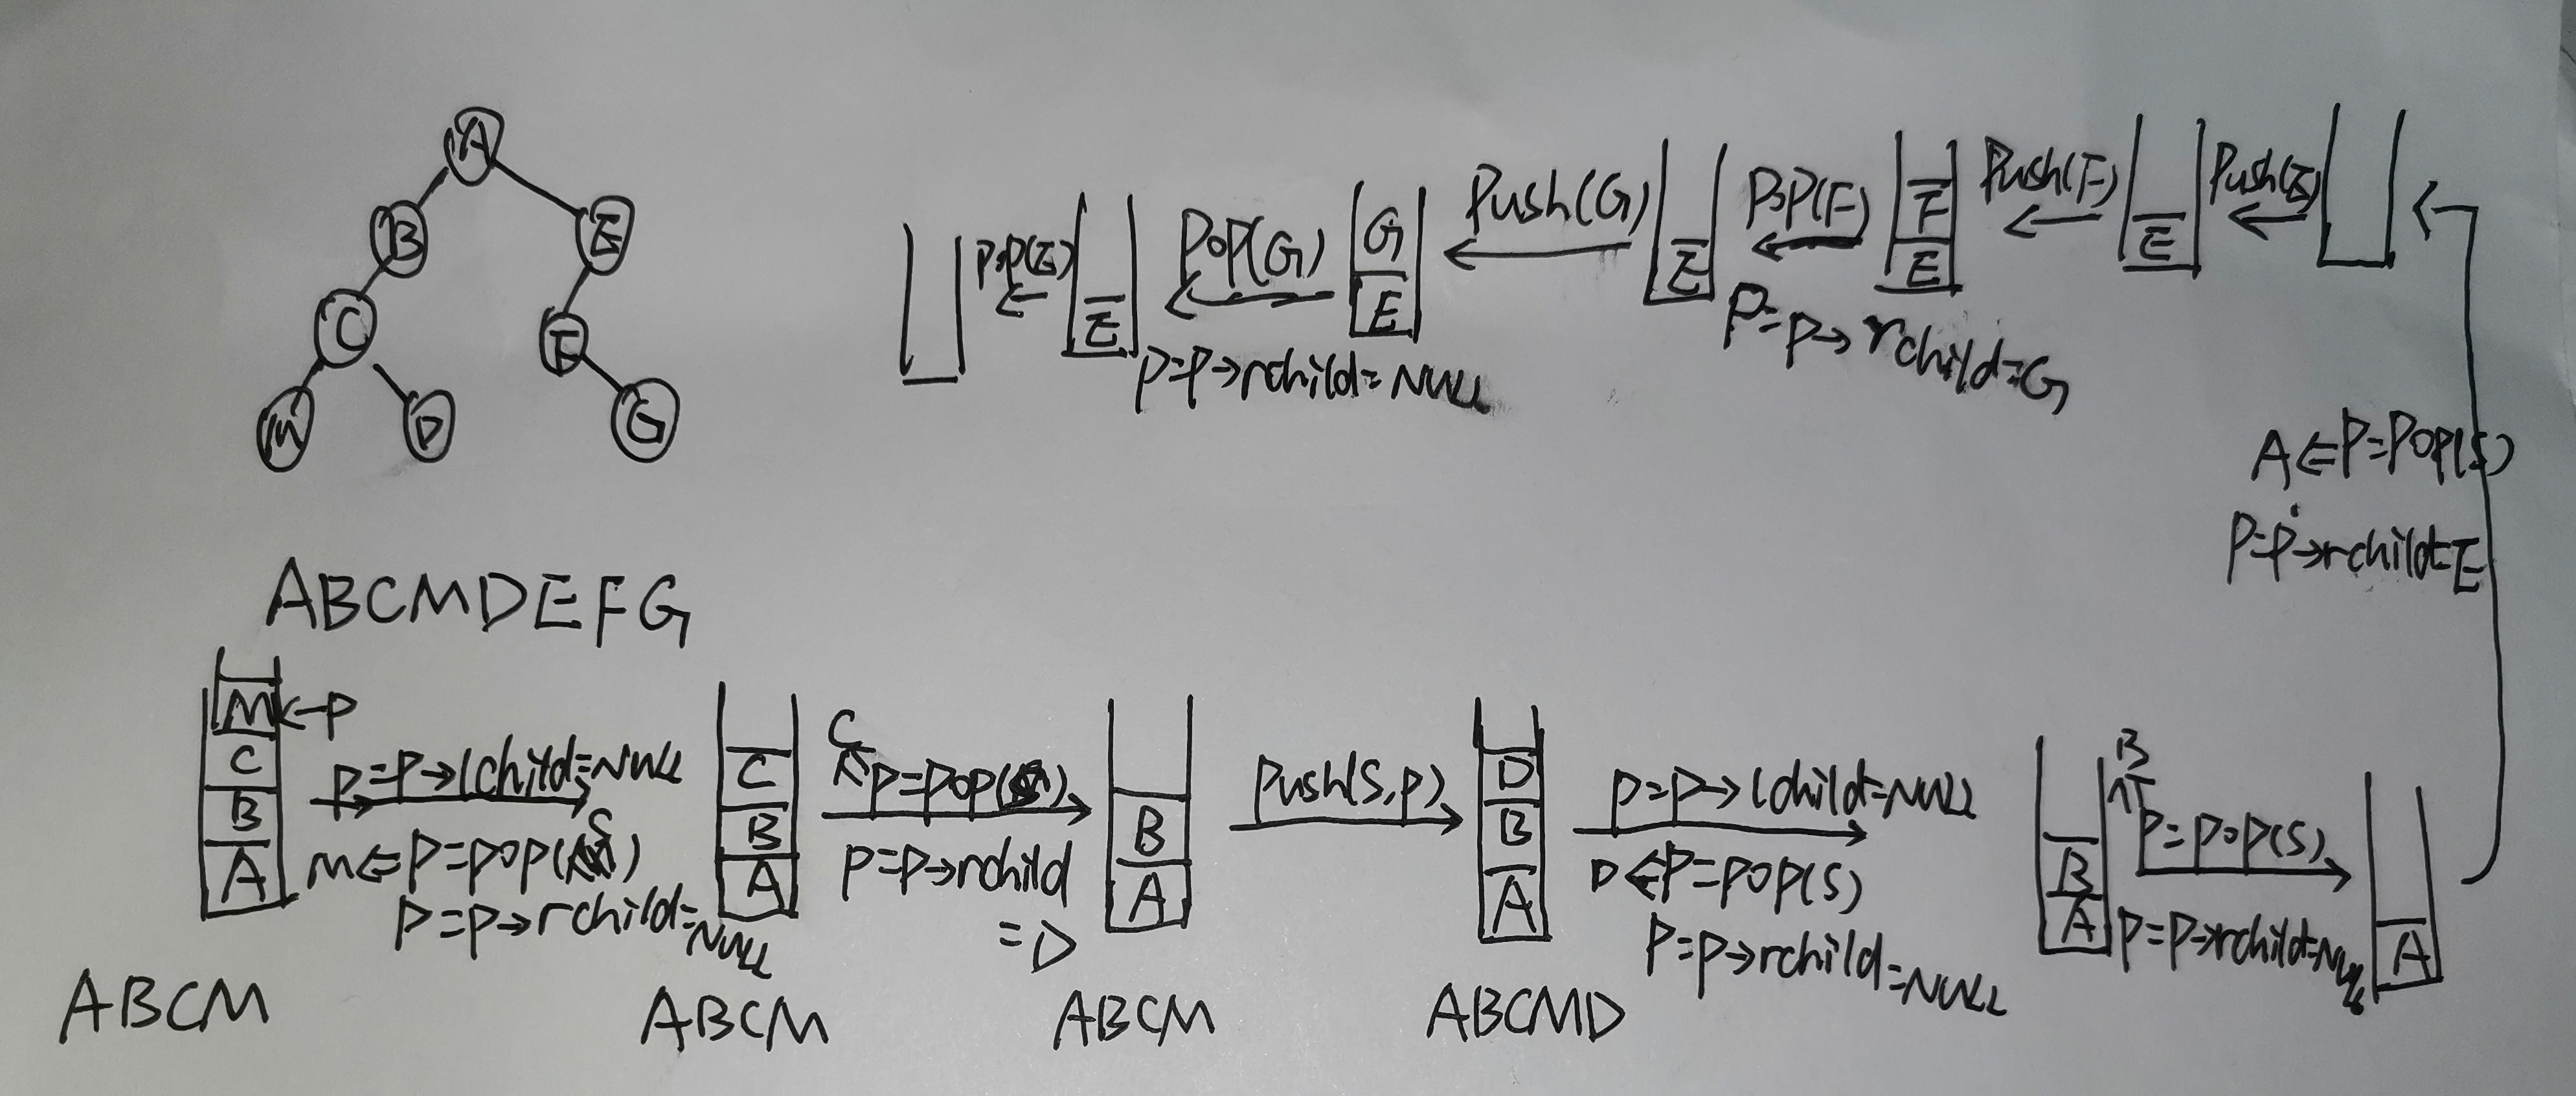 A
B
E
C
F
M
D
G
ABCMDEFG
M
C
B
A
←P
P=P→lchild=NULL
M⇐P=POP(S)
P=P→rchild=NULL
ABCM
C
B
A
C
⇑P=POP(S)
P=P→rchild
=D
ABCM
B
A
Push(S,P)
ABCM
D
B
A
P=P→lchild=NULL
D⇐P=POP(S)
P=P→rchild=NULL
ABCMD
B
A
B
⇑
P=POP(S)
P=P→rchild=NULL
A
A⇐P=POP(S)
P=P→rchild=E
Push(E)
E
Push(F)
F
E
POP(F)
P=P→rchild=G
E
Push(G)
G
E
POP(G)
P=P→rchild=NULL
E
POP(E)